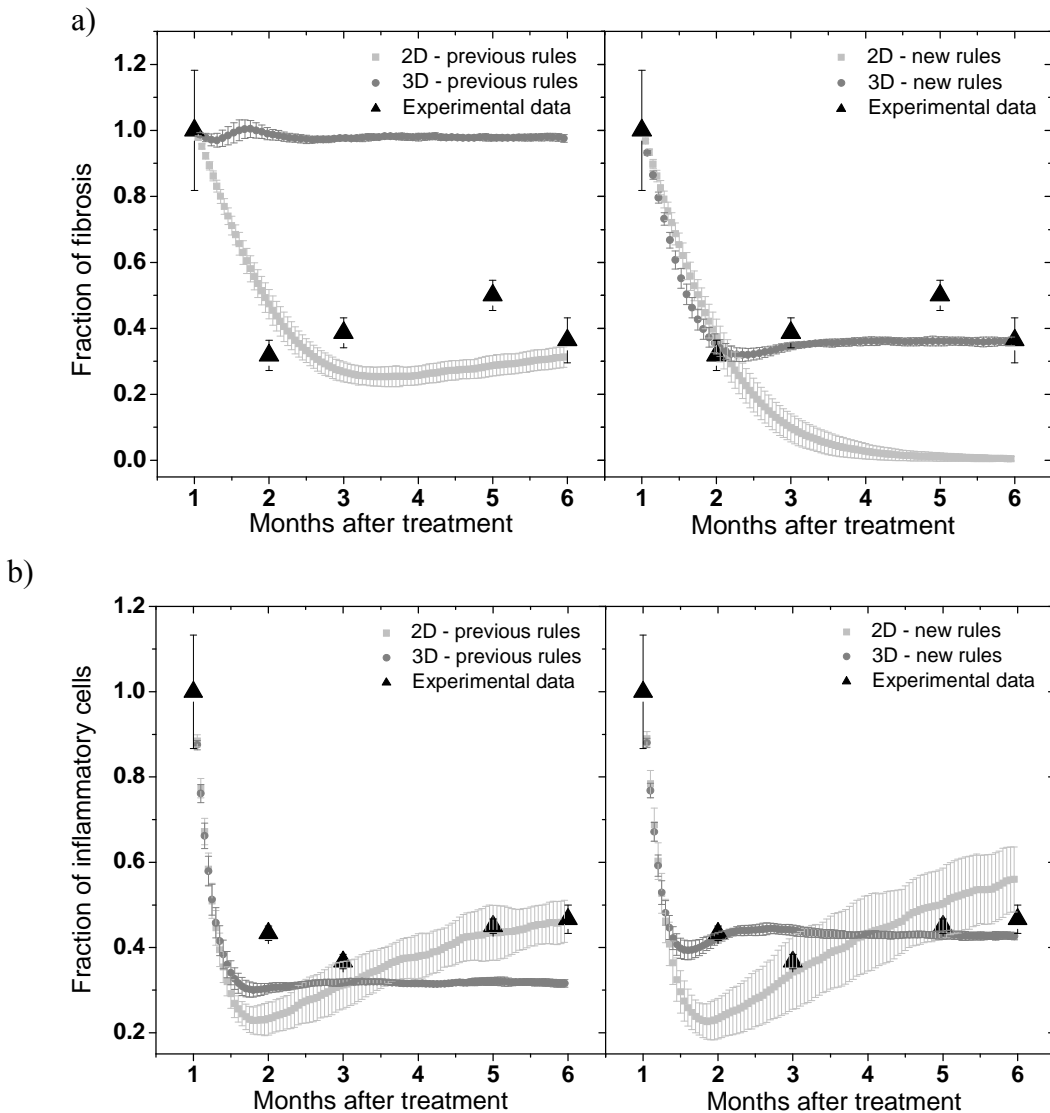 a)
Fraction of fibrosis
1.2
1.0
0.8
0.6
0.4
0.2
0.0
2D - previous rules
3D - previous rules
Experimental data
1 2 3 4 5 6
Months after treatment
2D - new rules
3D - new rules
Experimental data
1 2 3 4 5 6
Months after treatment
b)
Fraction of inflammatory cells
1.2
1.0
0.8
0.6
0.4
0.2
2D - previous rules
3D - previous rules
Experimental data
1 2 3 4 5 6
Months after treatment
2D - new rules
3D - new rules
Experimental data
1 2 3 4 5 6
Months after treatment